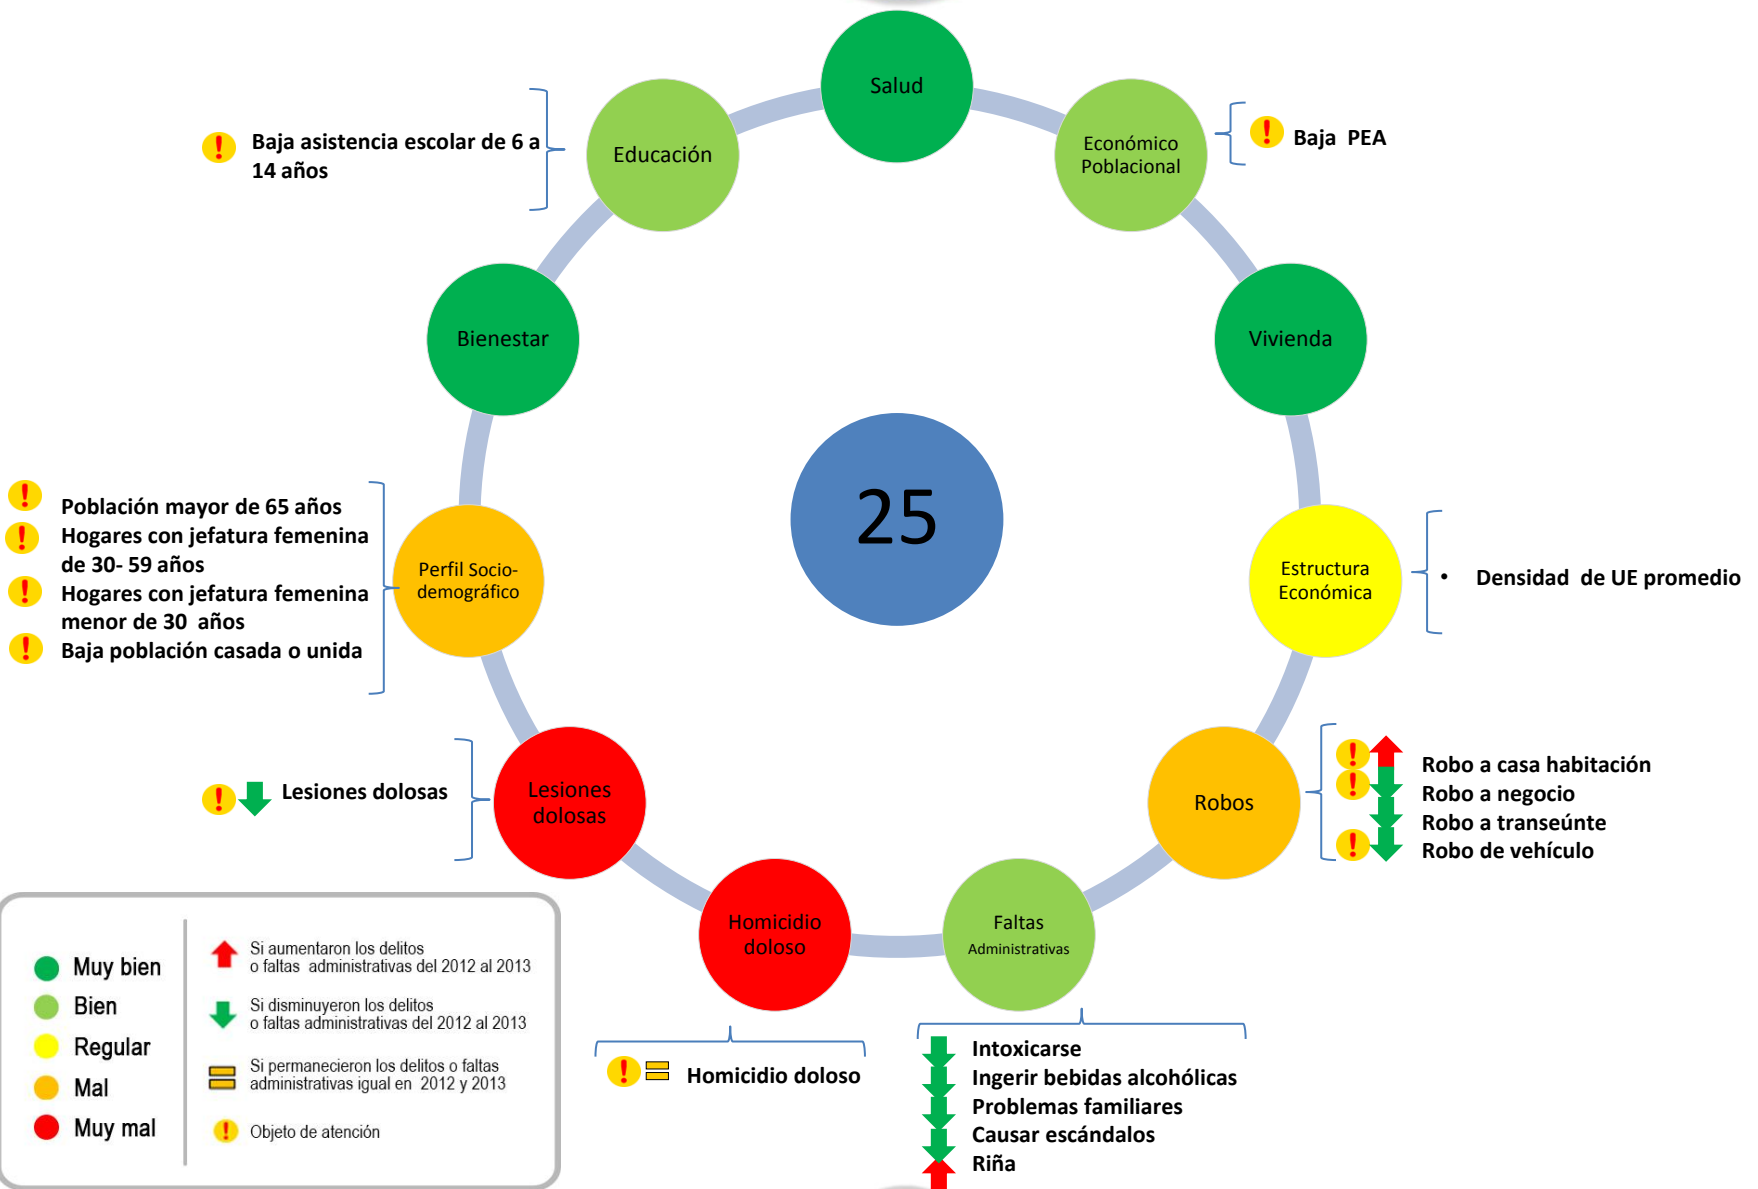 Salud
Educación
Económico
Poblacional
Baja asistencia escolar de 6 a
14 años
Baja PEA
Bienestar
Vivienda
25
Población mayor de 65 años
Hogares con jefatura femenina
de 30- 59 años
Hogares con jefatura femenina
menor de 30 años
Baja población casada o unida
Perfil Socio-
demográfico
Estructura
Económica
• Densidad de UE promedio
Lesiones dolosas
Lesiones
dolosas
Robos
Robo a casa habitación
Robo a negocio
Robo a transeúnte
Robo de vehículo
Homicidio
doloso
Faltas
Administrativas
= Homicidio doloso
Intoxicarse
Ingerir bebidas alcohólicas
Problemas familiares
Causar escándalos
Riña
Muy bien
Bien
Regular
Mal
Muy mal
Si aumentaron los delitos
o faltas administrativas del 2012 al 2013
Si disminuyeron los delitos
o faltas administrativas del 2012 al 2013
Si permanecieron los delitos o faltas
administrativas igual en 2012 y 2013
Objeto de atención